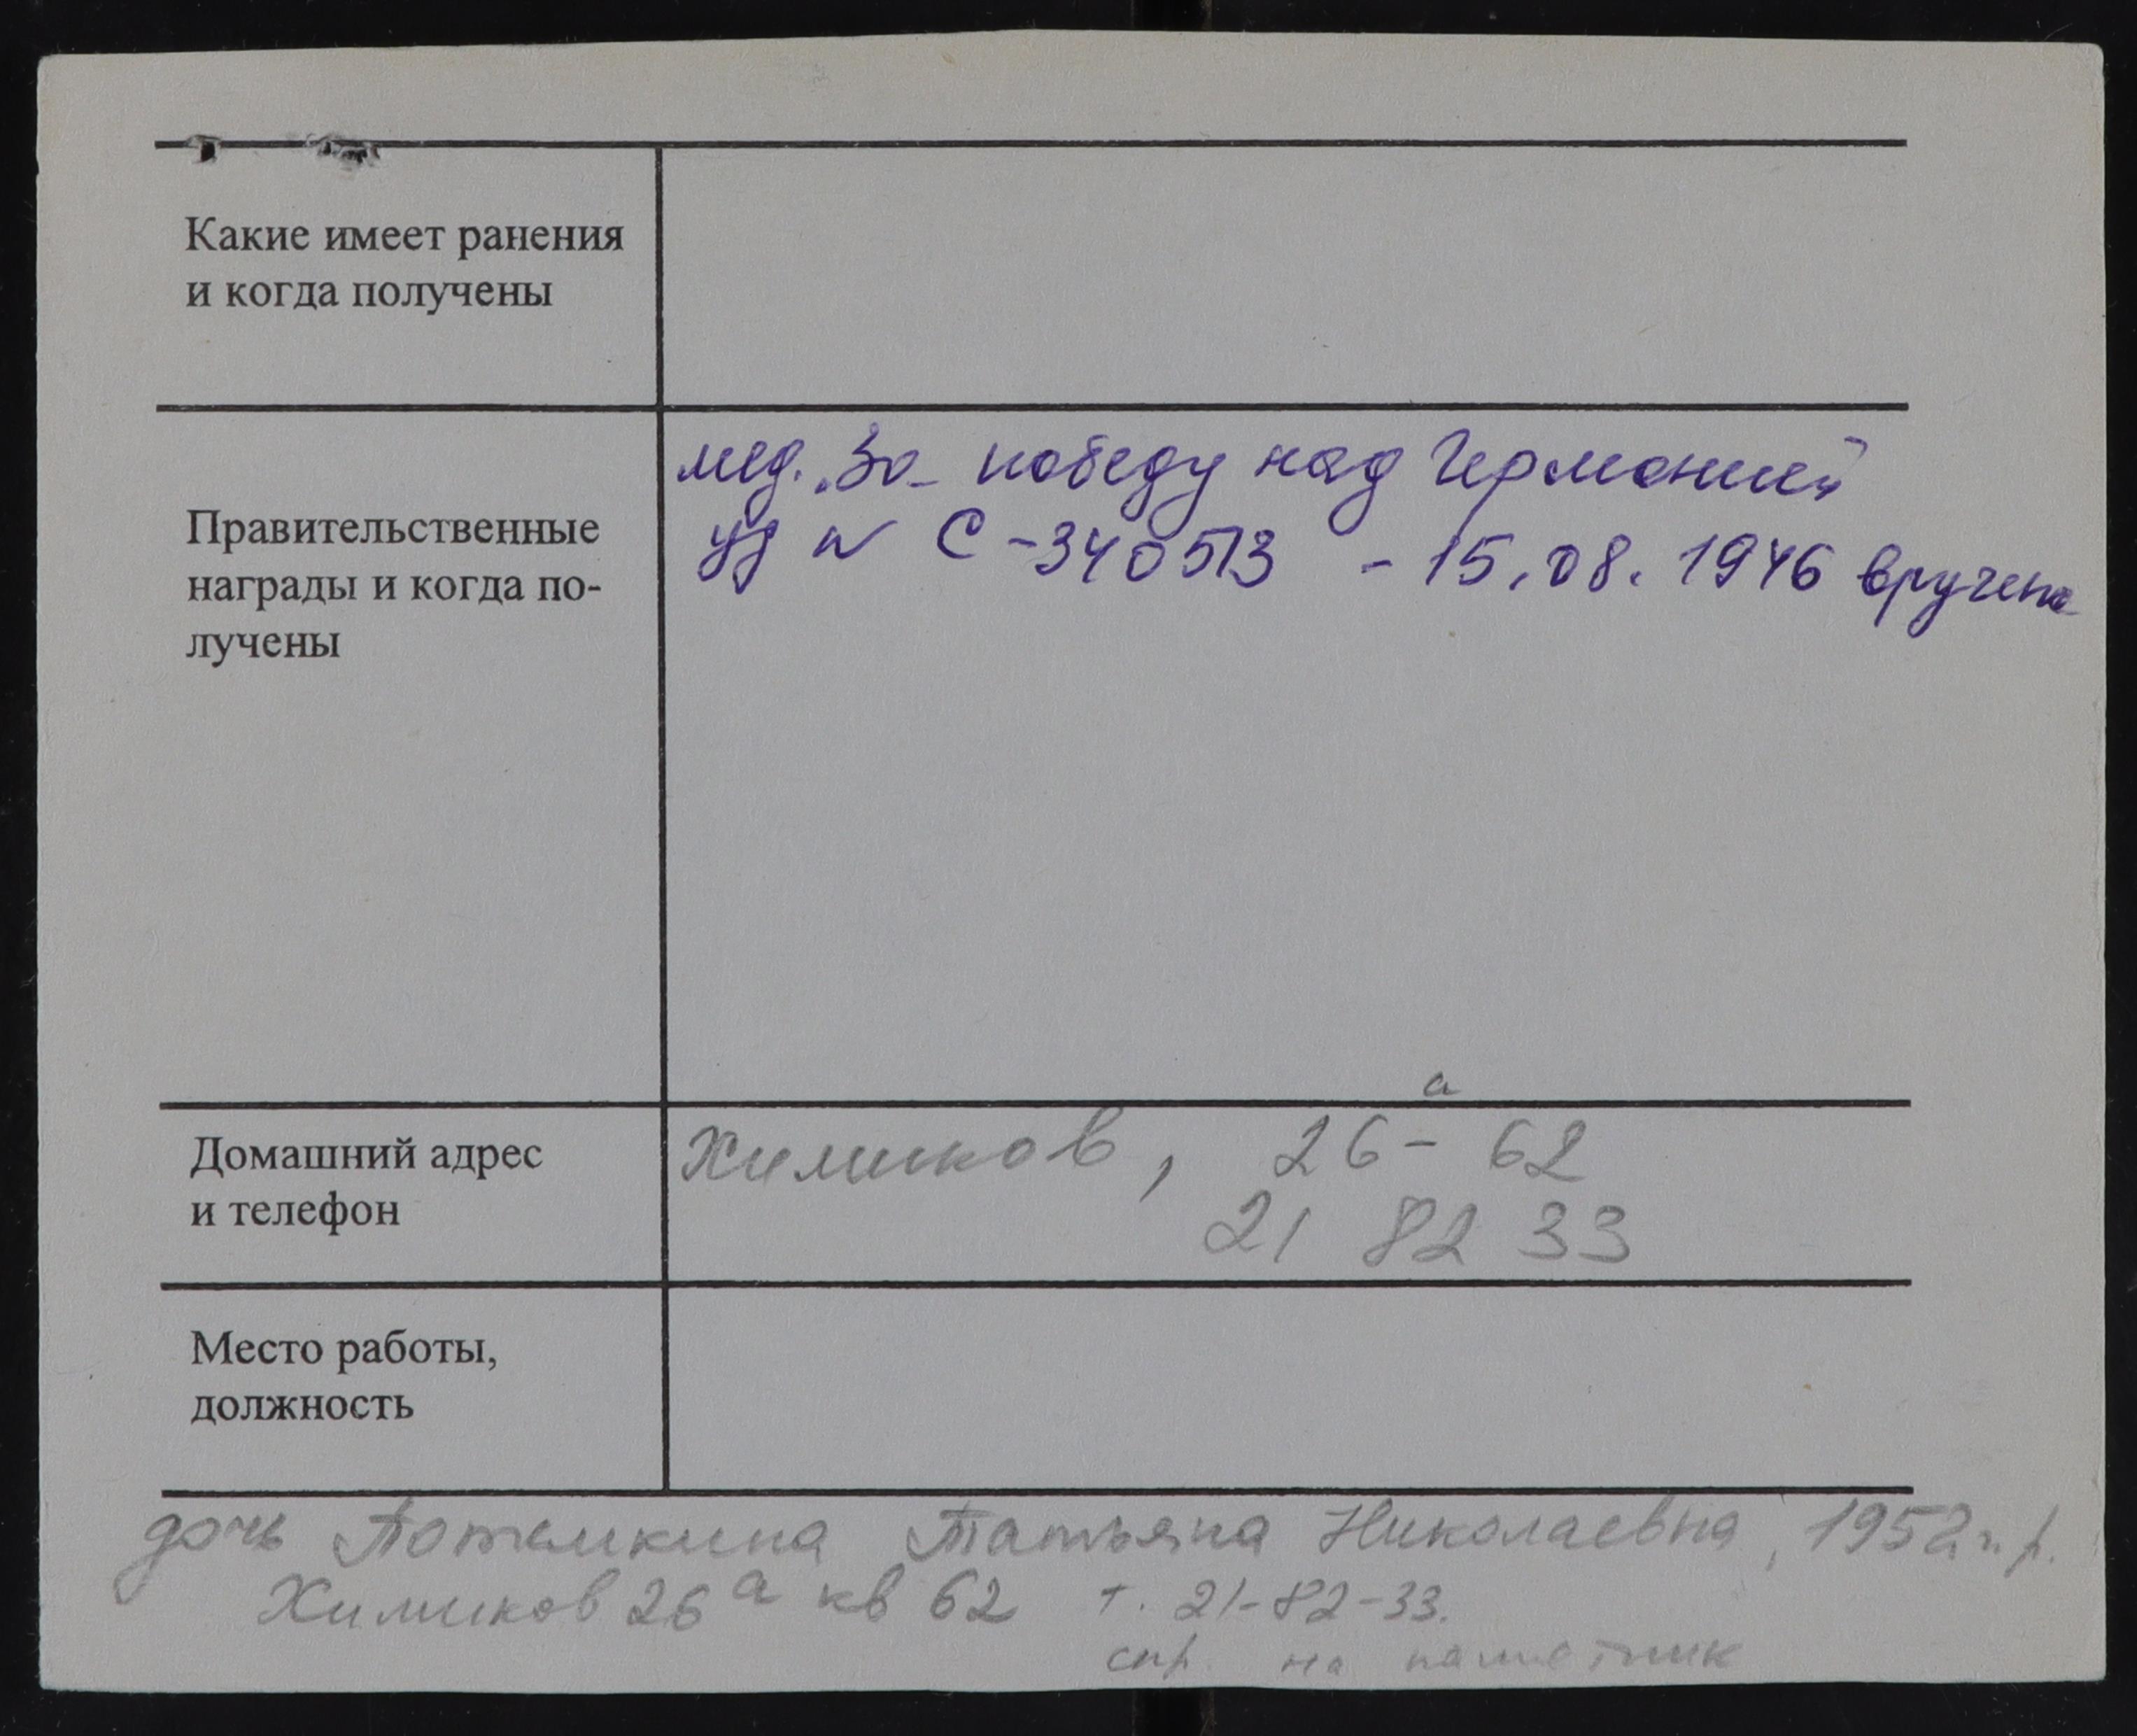 Какие имеет ранения
и когда получены
Правительственные
награды и когда по-
лучены
мед. „За победу над Германией"
уд № С-340513 - 15.08.1946 вручена
Домашний адрес
и телефон
Химиков, 26а- 62
21 82 33
Место работы,
должность
дочь Потемкина Татьяна Николаевна, 1952 г.р.
Химиков 26а кв 62 т. 21-82-33.
спр. на памятник